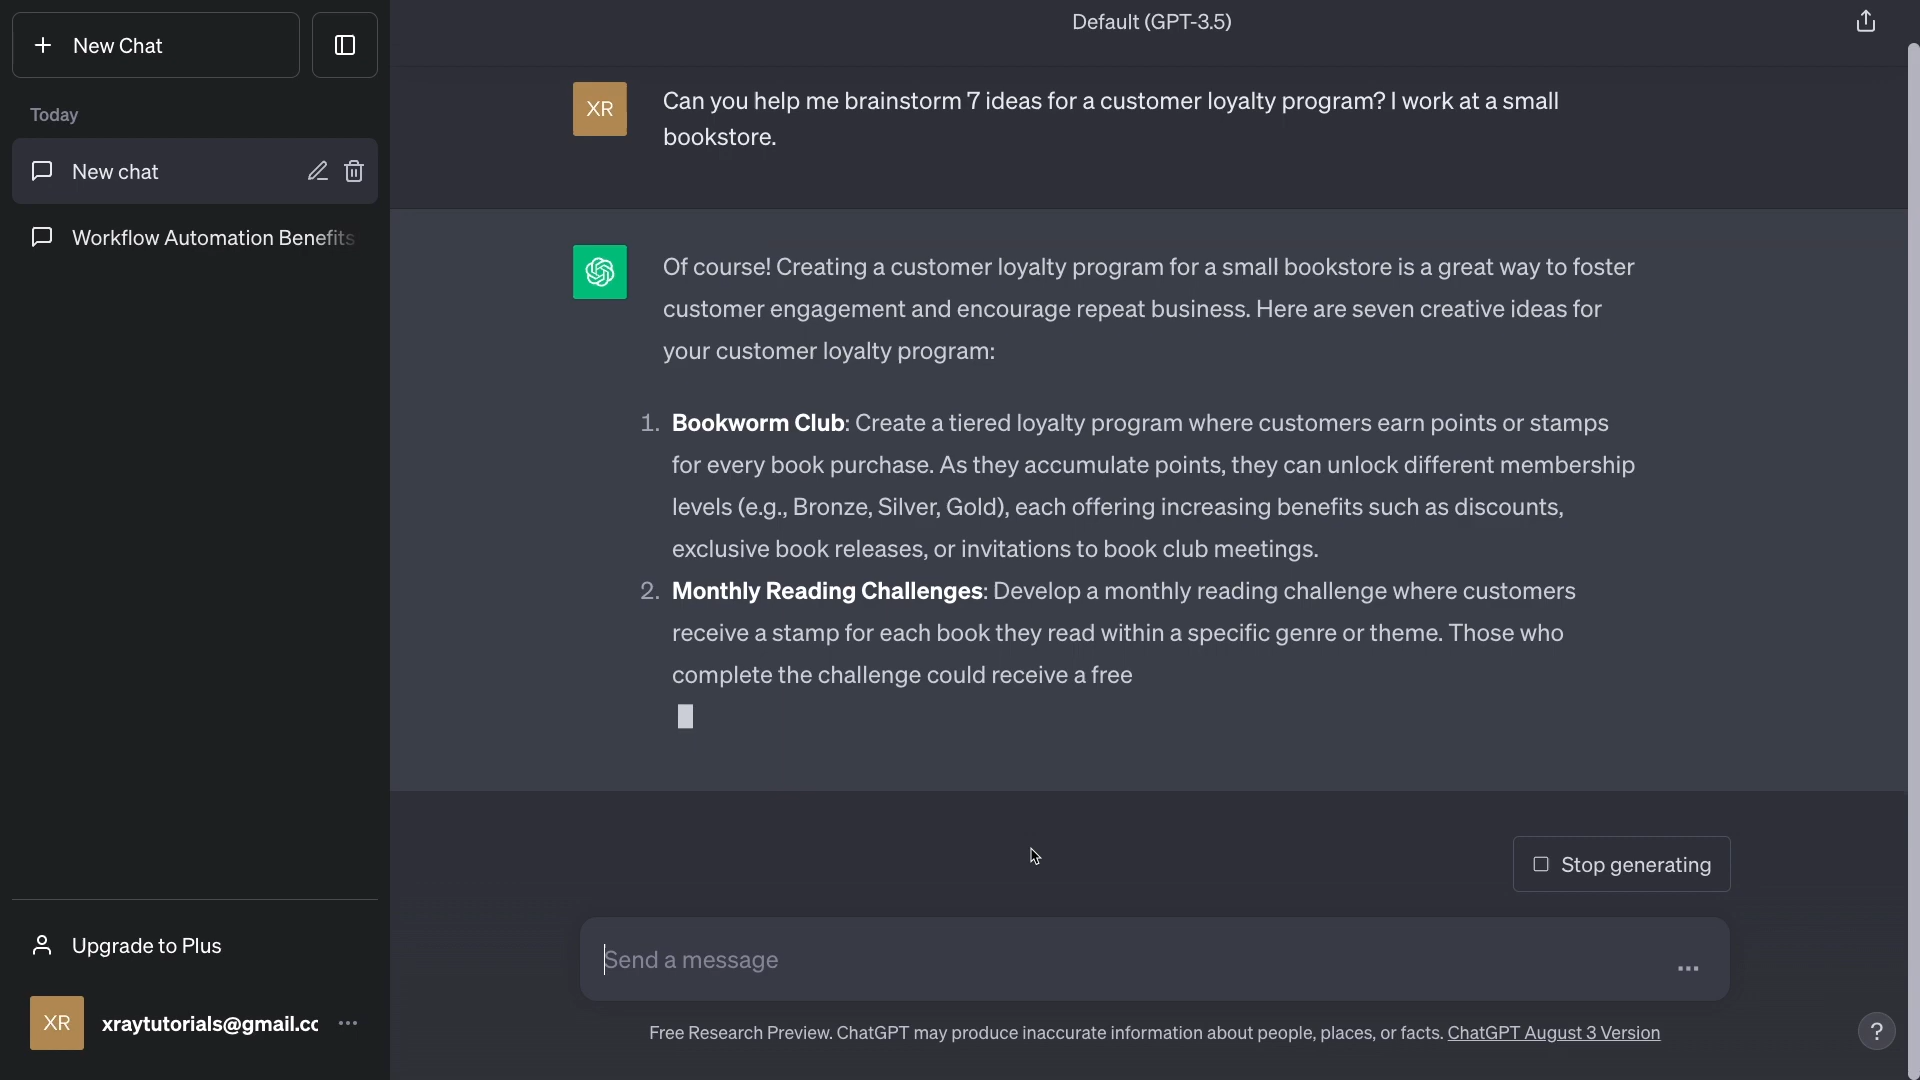 New Chat
Today
New chat
Workflow Automation Benefits
Upgrade to Plus
XR
xraytutorials@gmail.cc
Default (GPT-3.5)
XR
Can you help me brainstorm 7 ideas for a customer loyalty program? I work at a small
bookstore.
Of course! Creating a customer loyalty program for a small bookstore is a great way to foster
customer engagement and encourage repeat business. Here are seven creative ideas for
your customer loyalty program:
1. Bookworm Club: Create a tiered loyalty program where customers earn points or stamps
for every book purchase. As they accumulate points, they can unlock different membership
levels (e.g., Bronze, Silver, Gold), each offering increasing benefits such as discounts,
exclusive book releases, or invitations to book club meetings.
2. Monthly Reading Challenges: Develop a monthly reading challenge where customers
receive a stamp for each book they read within a specific genre or theme. Those who
complete the challenge could receive a free
Stop generating
Send a message
Free Research Preview. ChatGPT may produce inaccurate information about people, places, or facts. ChatGPT August 3 Version
?